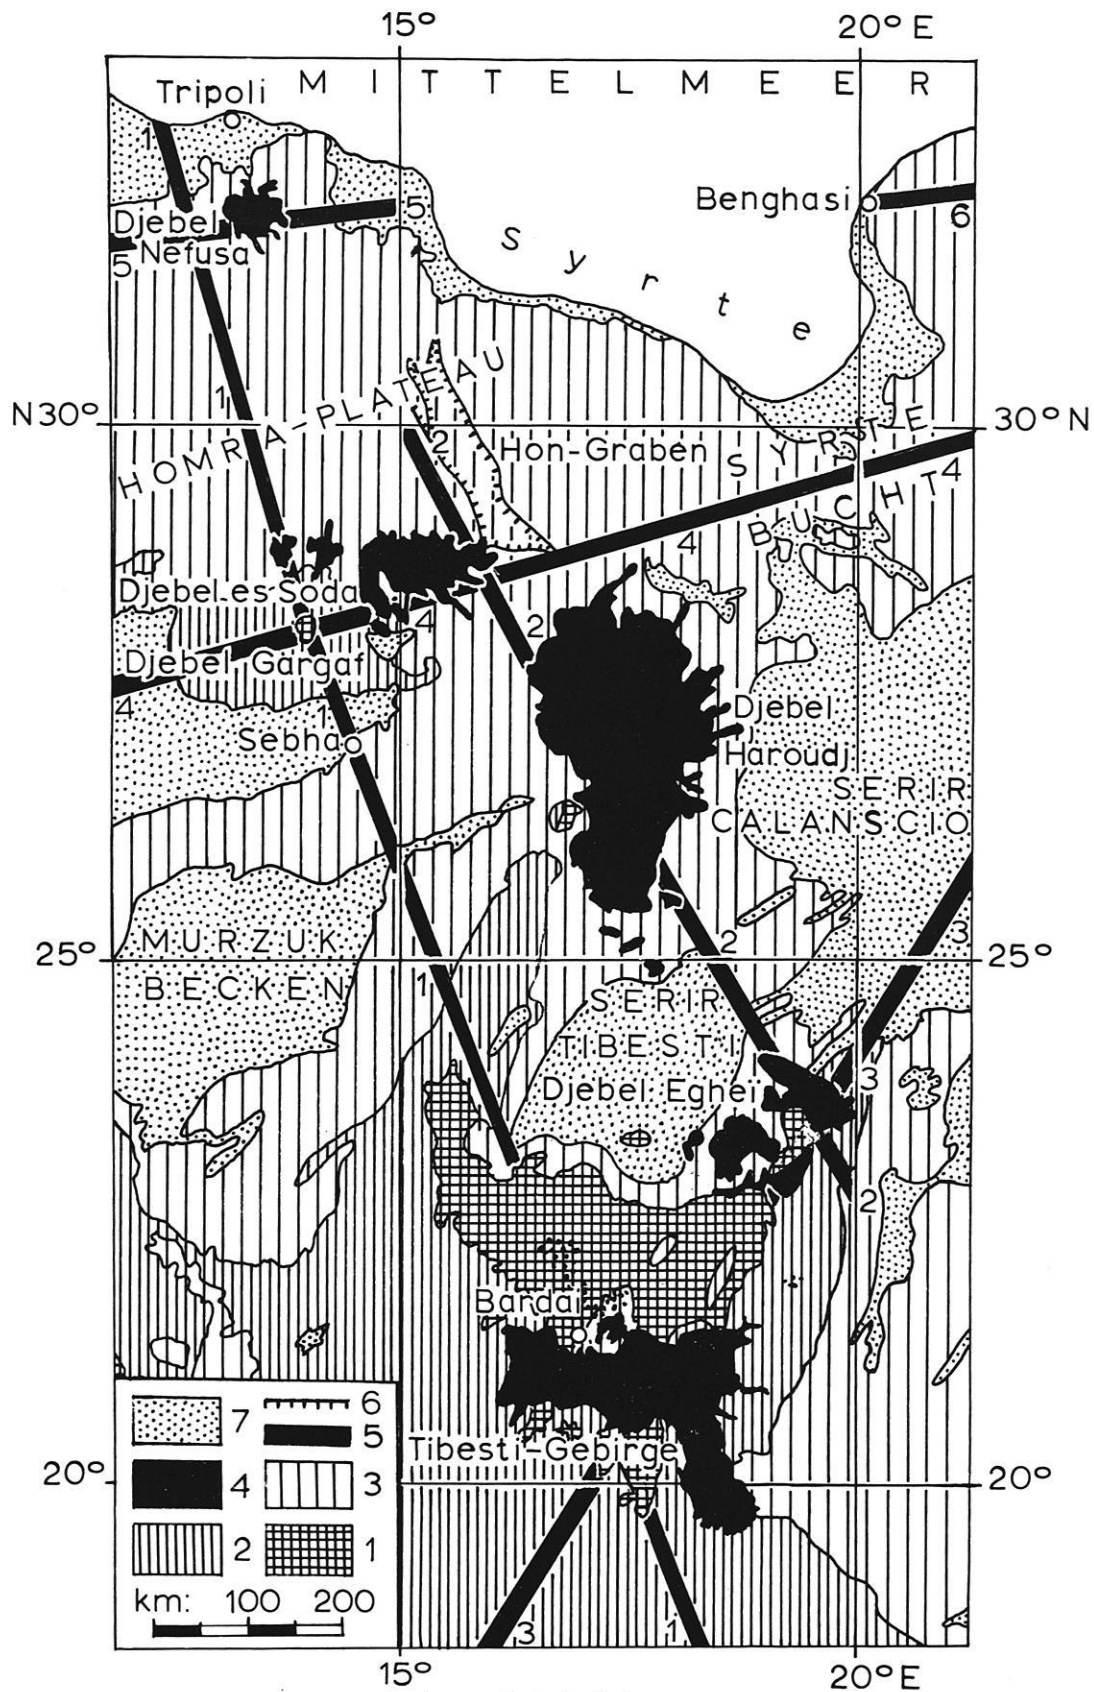 15° 20° E
M I T T E L M E E R
Tripoli
1
Benghasi
6
Djebel
Nefusa
5
5
S y r t e
1
HOMRA-PLATEAU
N30° 30° N
2
Hon-Graben
SYRTE
BUCHT
4
4
Djebel es Soda
4
2
Djebel Gargaf
4
1
Sebha
Djebel
Haroudj
SERIR
CALANSCIO
MURZUK
BECKEN
25° 25°
1
2
3
SERIR
TIBESTI
Djebel Eghei
3
2
Bardai
Tibesti-Gebirge
20° 20°
7 6
5
4 3
2 1
km: 100 200
3 1
15° 20° E